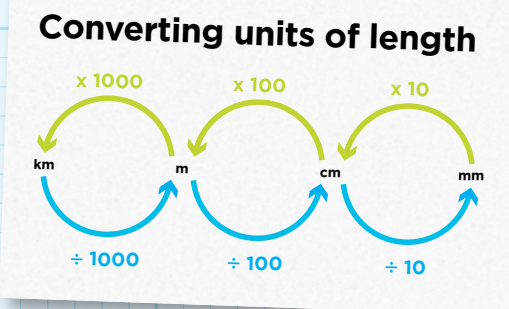 Converting units of length
x 1000 x 100 x 10
km m cm mm
÷ 1000 ÷ 100 ÷ 10